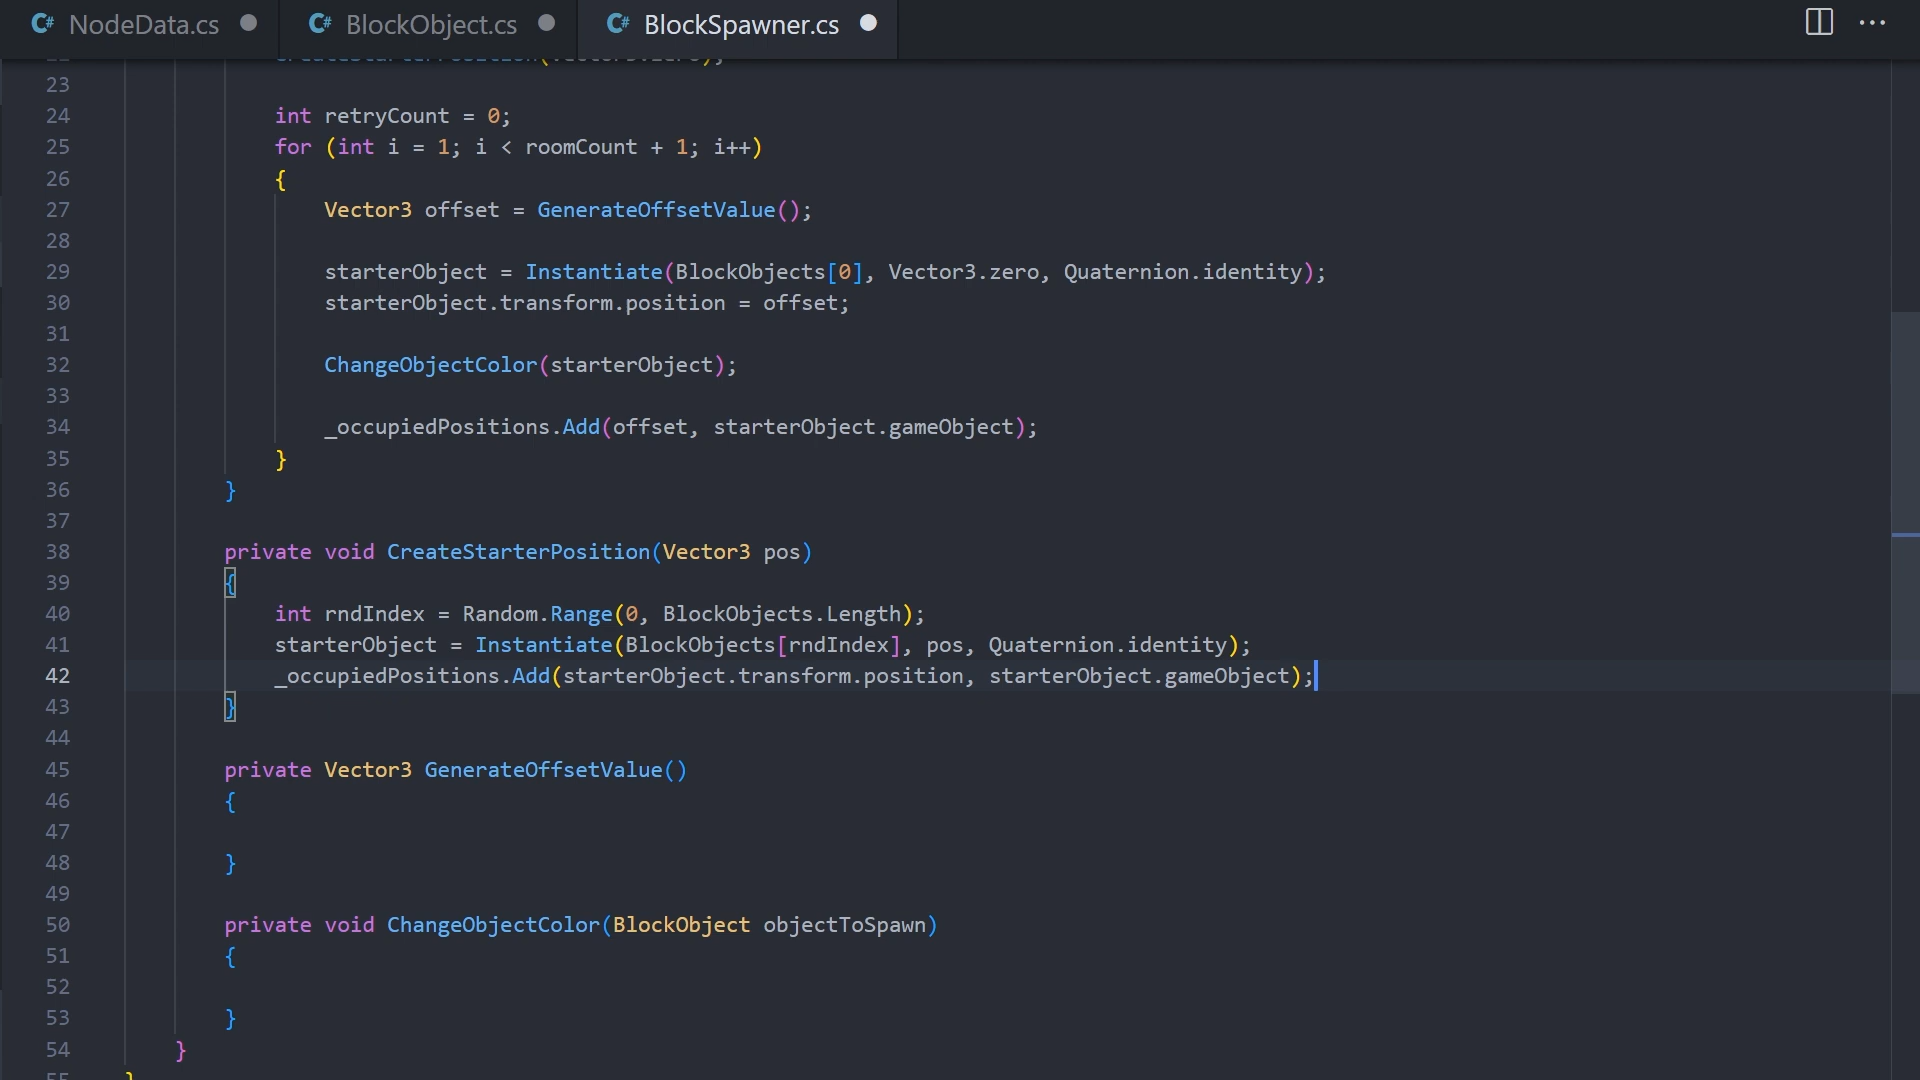 C# NodeData.cs ● C# BlockObject.cs ● C# BlockSpawner.cs ● ...
23
24 int retryCount = 0;
25 for (int i = 1; i < roomCount + 1; i++)
26 {
27 Vector3 offset = GenerateOffsetValue();
28
29 starterObject = Instantiate(BlockObjects[0], Vector3.zero, Quaternion.identity);
30 starterObject.transform.position = offset;
31
32 ChangeObjectColor(starterObject);
33
34 _occupiedPositions.Add(offset, starterObject.gameObject);
35 }
36 }
37
38 private void CreateStarterPosition(Vector3 pos)
39 {
40 int rndIndex = Random.Range(0, BlockObjects.Length);
41 starterObject = Instantiate(BlockObjects[rndIndex], pos, Quaternion.identity);
42 _occupiedPositions.Add(starterObject.transform.position, starterObject.gameObject);
43 }
44
45 private Vector3 GenerateOffsetValue()
46 {
47
48 }
49
50 private void ChangeObjectColor(BlockObject objectToSpawn)
51 {
52
53 }
54 }